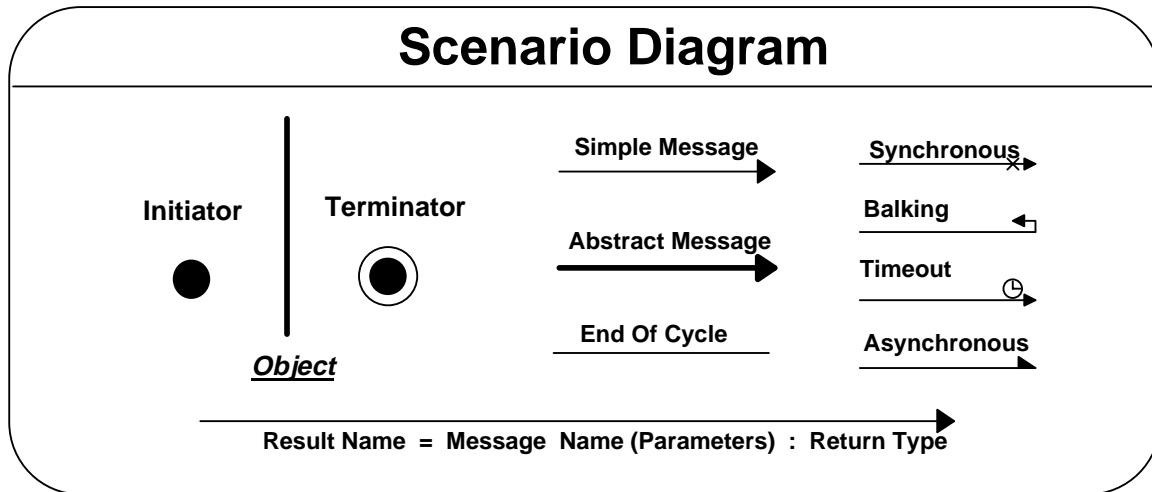 Scenario Diagram
Initiator
Terminator
Object
Simple Message
Abstract Message
End Of Cycle
Synchronous
Balking
Timeout
Asynchronous
Result Name = Message Name (Parameters) : Return Type